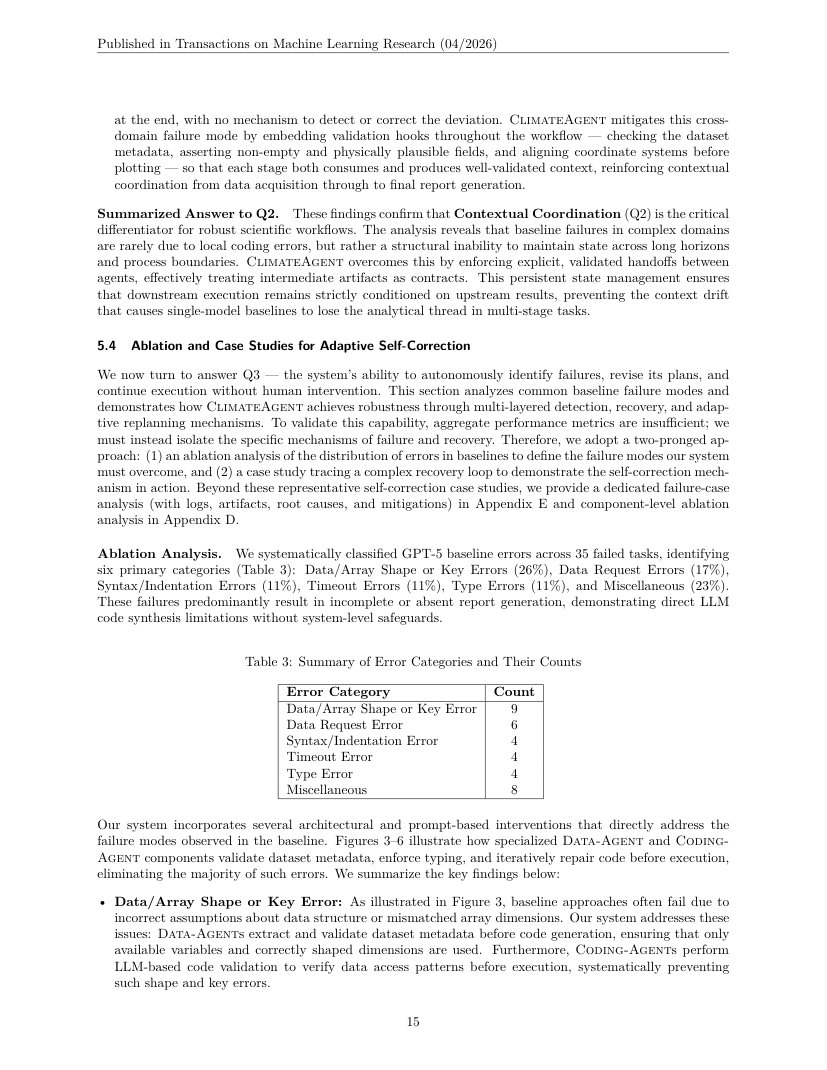 Published in Transactions on Machine Learning Research (04/2026)
at the end, with no mechanism to detect or correct the deviation. CLIMATEAGENT mitigates this cross-
domain failure mode by embedding validation hooks throughout the workflow — checking the dataset
metadata, asserting non-empty and physically plausible fields, and aligning coordinate systems before
plotting — so that each stage both consumes and produces well-validated context, reinforcing contextual
coordination from data acquisition through to final report generation.
Summarized Answer to Q2. These findings confirm that Contextual Coordination (Q2) is the critical
differentiator for robust scientific workflows. The analysis reveals that baseline failures in complex domains
are rarely due to local coding errors, but rather a structural inability to maintain state across long horizons
and process boundaries. CLIMATEAGENT overcomes this by enforcing explicit, validated handoffs between
agents, effectively treating intermediate artifacts as contracts. This persistent state management ensures
that downstream execution remains strictly conditioned on upstream results, preventing the context drift
that causes single-model baselines to lose the analytical thread in multi-stage tasks.
5.4 Ablation and Case Studies for Adaptive Self-Correction
We now turn to answer Q3 — the system's ability to autonomously identify failures, revise its plans, and
continue execution without human intervention. This section analyzes common baseline failure modes and
demonstrates how CLIMATEAGENT achieves robustness through multi-layered detection, recovery, and adap-
tive replanning mechanisms. To validate this capability, aggregate performance metrics are insufficient; we
must instead isolate the specific mechanisms of failure and recovery. Therefore, we adopt a two-pronged ap-
proach: (1) an ablation analysis of the distribution of errors in baselines to define the failure modes our system
must overcome, and (2) a case study tracing a complex recovery loop to demonstrate the self-correction mech-
anism in action. Beyond these representative self-correction case studies, we provide a dedicated failure-case
analysis (with logs, artifacts, root causes, and mitigations) in Appendix E and component-level ablation
analysis in Appendix D.
Ablation Analysis. We systematically classified GPT-5 baseline errors across 35 failed tasks, identifying
six primary categories (Table 3): Data/Array Shape or Key Errors (26%), Data Request Errors (17%),
Syntax/Indentation Errors (11%), Timeout Errors (11%), Type Errors (11%), and Miscellaneous (23%).
These failures predominantly result in incomplete or absent report generation, demonstrating direct LLM
code synthesis limitations without system-level safeguards.
Table 3: Summary of Error Categories and Their Counts
Error Category Count
Data/Array Shape or Key Error 9
Data Request Error 6
Syntax/Indentation Error 4
Timeout Error 4
Type Error 4
Miscellaneous 8
Our system incorporates several architectural and prompt-based interventions that directly address the
failure modes observed in the baseline. Figures 3–6 illustrate how specialized DATA-AGENT and CODING-
AGENT components validate dataset metadata, enforce typing, and iteratively repair code before execution,
eliminating the majority of such errors. We summarize the key findings below:
• Data/Array Shape or Key Error: As illustrated in Figure 3, baseline approaches often fail due to
incorrect assumptions about data structure or mismatched array dimensions. Our system addresses these
issues: DATA-AGENTs extract and validate dataset metadata before code generation, ensuring that only
available variables and correctly shaped dimensions are used. Furthermore, CODING-AGENTs perform
LLM-based code validation to verify data access patterns before execution, systematically preventing
such shape and key errors.
15